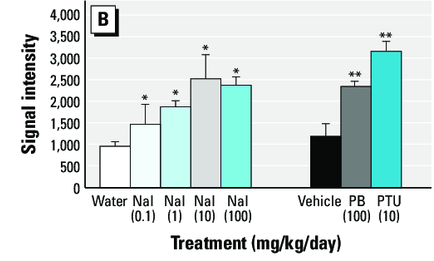 B
Signal intensity
4,000
3,500
3,000
2,500
2,000
1,500
1,000
500
0
* * * *
** **
Water NaI NaI NaI NaI Vehicle PB PTU
(0.1) (1) (10) (100) (100) (10)
Treatment (mg/kg/day)